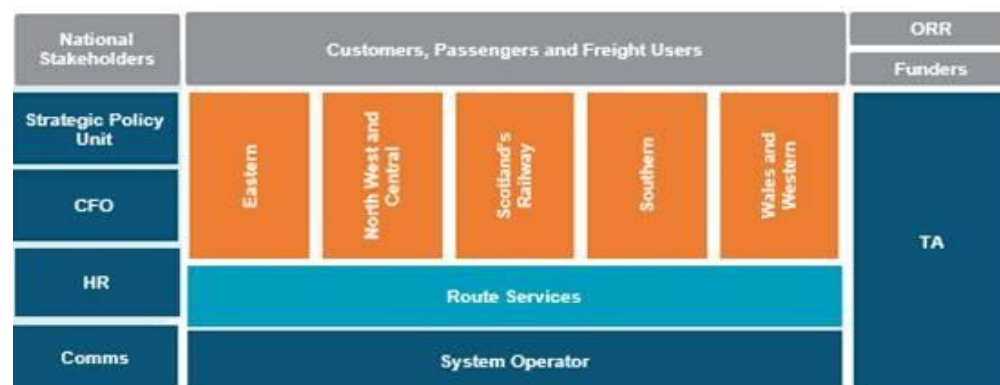 National
Stakeholders
Customers, Passengers and Freight Users
ORR
Funders
Strategic Policy
Unit
CFO
HR
Comms
Eastern
North West and
Central
Scotland's
Railway
Southern
Wales and
Western
Route Services
System Operator
TA